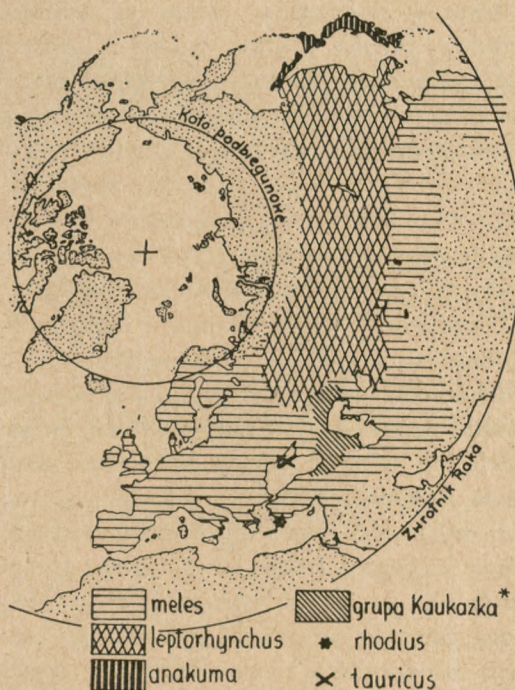 Koło podbiegunowe
Zwrotnik Raka
meles
leptorhynchus
anakuma
grupa Kaukazka*
rhodius
tauricus